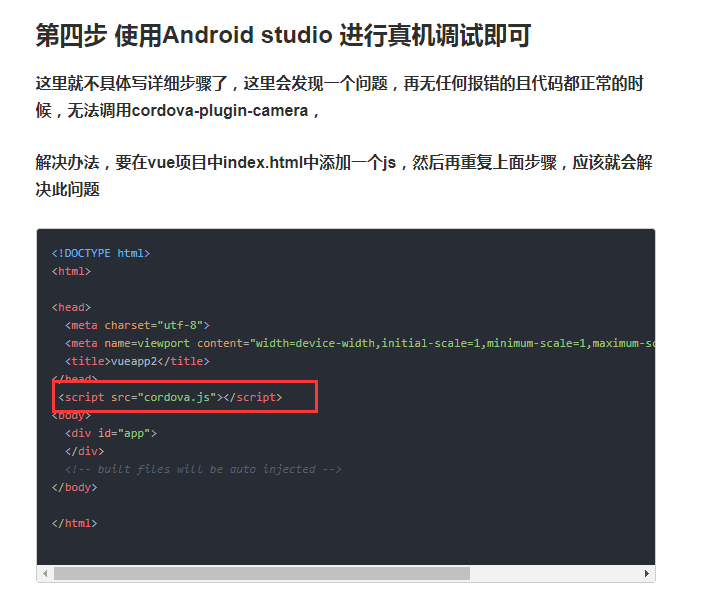 第四步 使用Android studio 进行真机调试即可
这里就不具体写详细步骤了，这里会发现一个问题，再无任何报错的且代码都正常的时
候，无法调用cordova-plugin-camera，
解决办法，要在vue项目中index.html中添加一个js，然后再重复上面步骤，应该就会解
决此问题
<!DOCTYPE html>
<html>
<head>
<meta charset="utf-8">
<meta name=viewport content="width=device-width,initial-scale=1,minimum-scale=1,maximum-sc
<title>vueapp2</title>
</head>
<script src="cordova.js"></script>
<body>
<div id="app">
</div>
<!-- built files will be auto injected -->
</body>
</html>